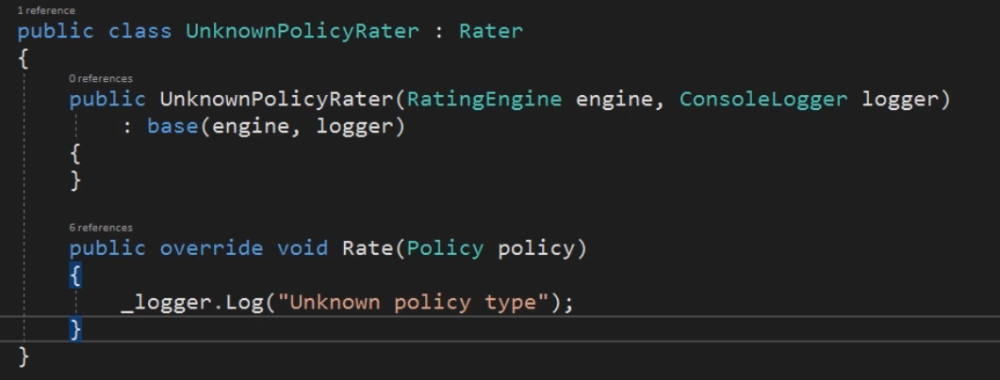 1 reference
public class UnknownPolicyRater : Rater
{
0 references
public UnknownPolicyRater(RatingEngine engine, ConsoleLogger logger)
: base(engine, logger)
{
}
6 references
public override void Rate(Policy policy)
{
_logger.Log("Unknown policy type");
}
}